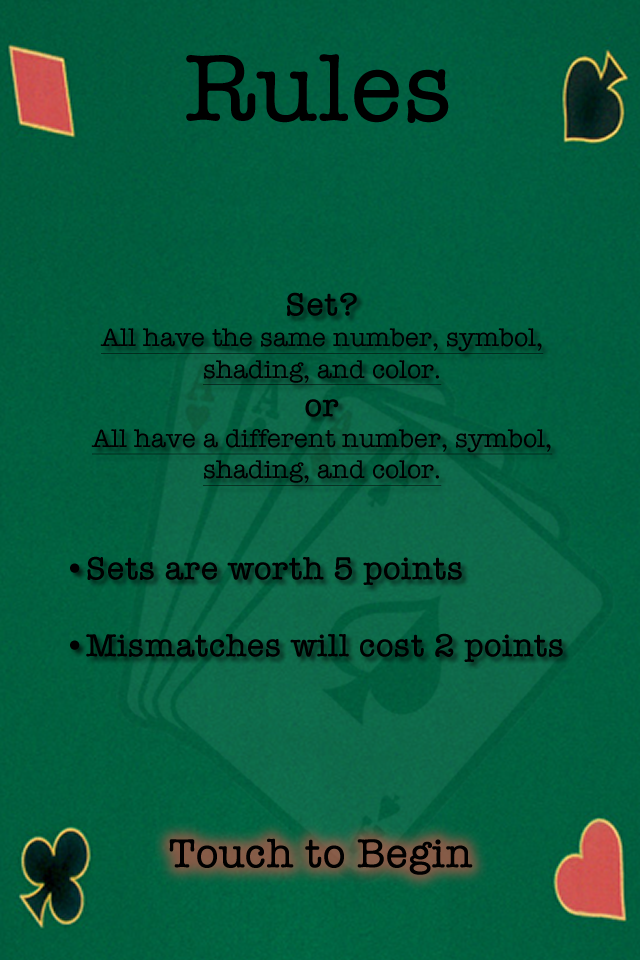 Rules
Set?
All have the same number, symbol,
shading, and color.
or
All have a different number, symbol,
shading, and color.
•Sets are worth 5 points
•Mismatches will cost 2 points
Touch to Begin